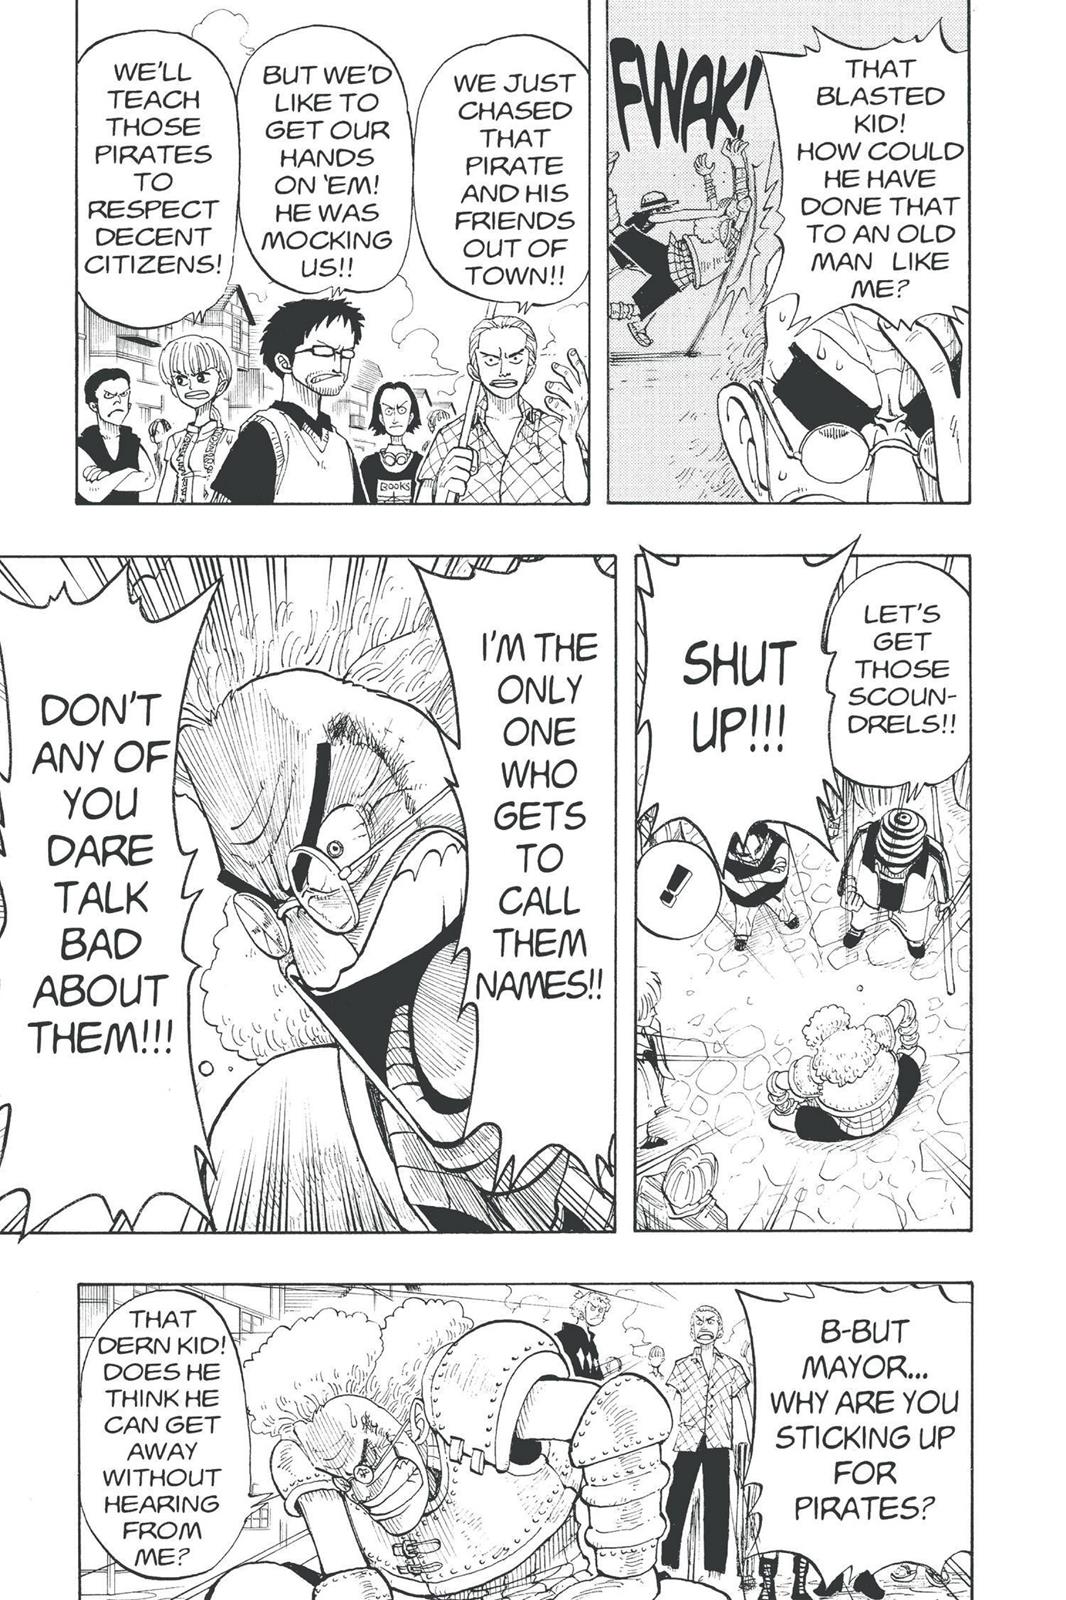 THAT
BLASTED
KID!
HOW COULD
HE HAVE
DONE THAT
TO AN OLD
MAN LIKE
ME?
FWAK!
WE JUST
CHASED
THAT
PIRATE
AND HIS
FRIENDS
OUT OF
TOWN!!
BUT WE'D
LIKE TO
GET OUR
HANDS
ON 'EM!
HE WAS
MOCKING
US!!
WE'LL
TEACH
THOSE
PIRATES
TO
RESPECT
DECENT
CITIZENS!
BOOKS
LET'S
GET
THOSE
SCOUN-
DRELS!!
SHUT
UP!!!
!
I'M THE
ONLY
ONE
WHO
GETS
TO
CALL
THEM
NAMES!!
DON'T
ANY OF
YOU
DARE
TALK
BAD
ABOUT
THEM!!!
B-BUT
MAYOR...
WHY ARE YOU
STICKING UP
FOR
PIRATES?
THAT
DERN KID!
DOES HE
THINK HE
CAN GET
AWAY
WITHOUT
HEARING
FROM
ME?